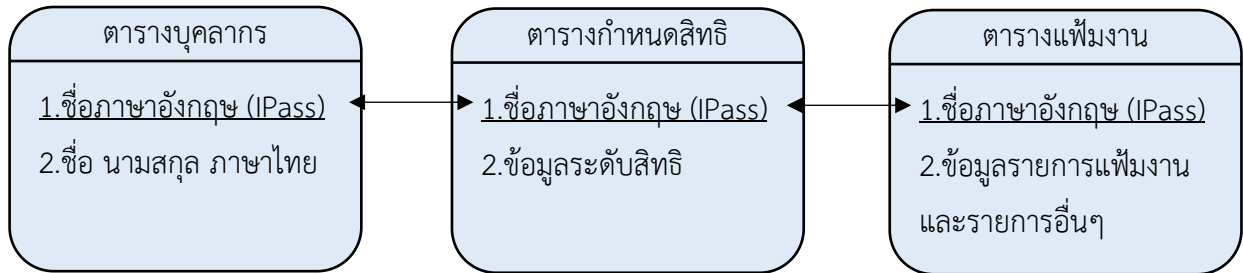 ตารางบุคลากร
1.ชื่อภาษาอังกฤษ (IPass)
2.ชื่อ นามสกุล ภาษาไทย
ตารางกำหนดสิทธิ
1.ชื่อภาษาอังกฤษ (IPass)
2.ข้อมูลระดับสิทธิ
ตารางแฟ้มงาน
1.ชื่อภาษาอังกฤษ (IPass)
2.ข้อมูลรายการแฟ้มงาน
และรายการอื่นๆ